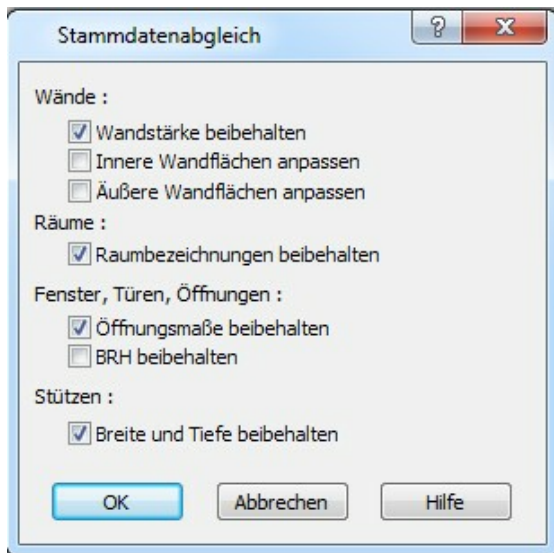 Stammdatenabgleich
?
X
Wände :
Wandstärke beibehalten
Innere Wandflächen anpassen
Äußere Wandflächen anpassen
Räume :
Raumbezeichnungen beibehalten
Fenster, Türen, Öffnungen :
Öffnungsmaße beibehalten
BRH beibehalten
Stützen :
Breite und Tiefe beibehalten
OK Abbrechen Hilfe